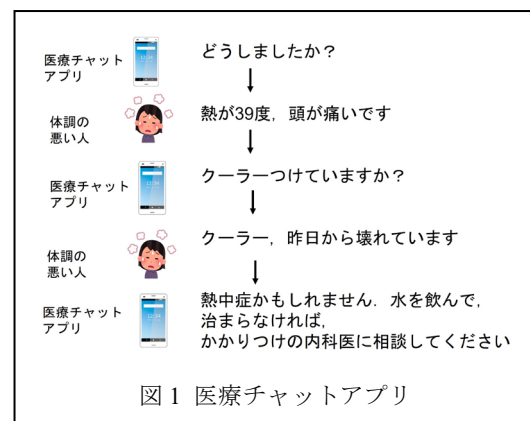 医療チャット
アプリ
どうしましたか？
体調の
悪い人
熱が39度，頭が痛いです
医療チャット
アプリ
クーラーつけていますか？
体調の
悪い人
クーラー，昨日から壊れています
医療チャット
アプリ
熱中症かもしれません．水を飲んで，
治まらなければ，
かかりつけの内科医に相談してください
図1 医療チャットアプリ